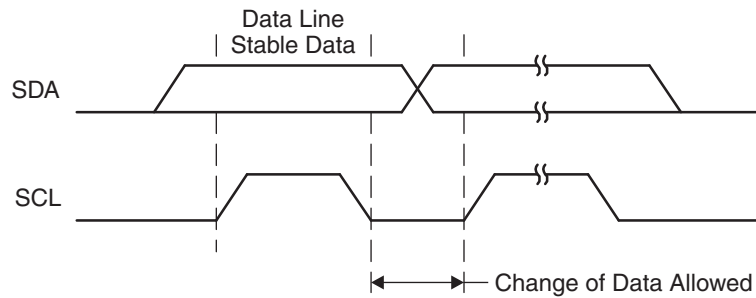 Data Line
Stable Data
SDA
SCL
Change of Data Allowed